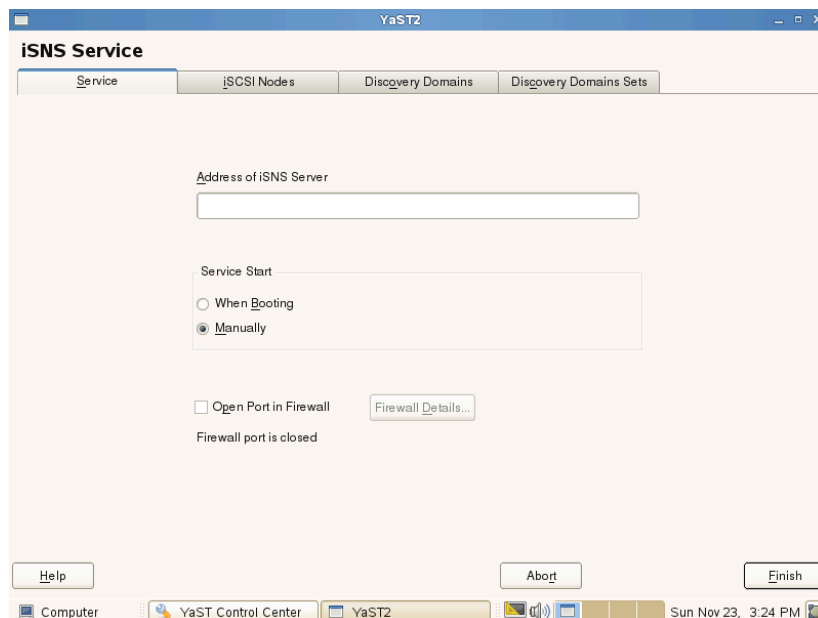 YaST2
iSNS Service
Service
iSCSI Nodes
Discovery Domains
Discovery Domains Sets
Address of iSNS Server
Service Start
When Booting
Manually
Open Port in Firewall
Firewall Details...
Firewall port is closed
Help
Abort
Finish
Computer
YaST Control Center
YaST2
Sun Nov 23, 3:24 PM